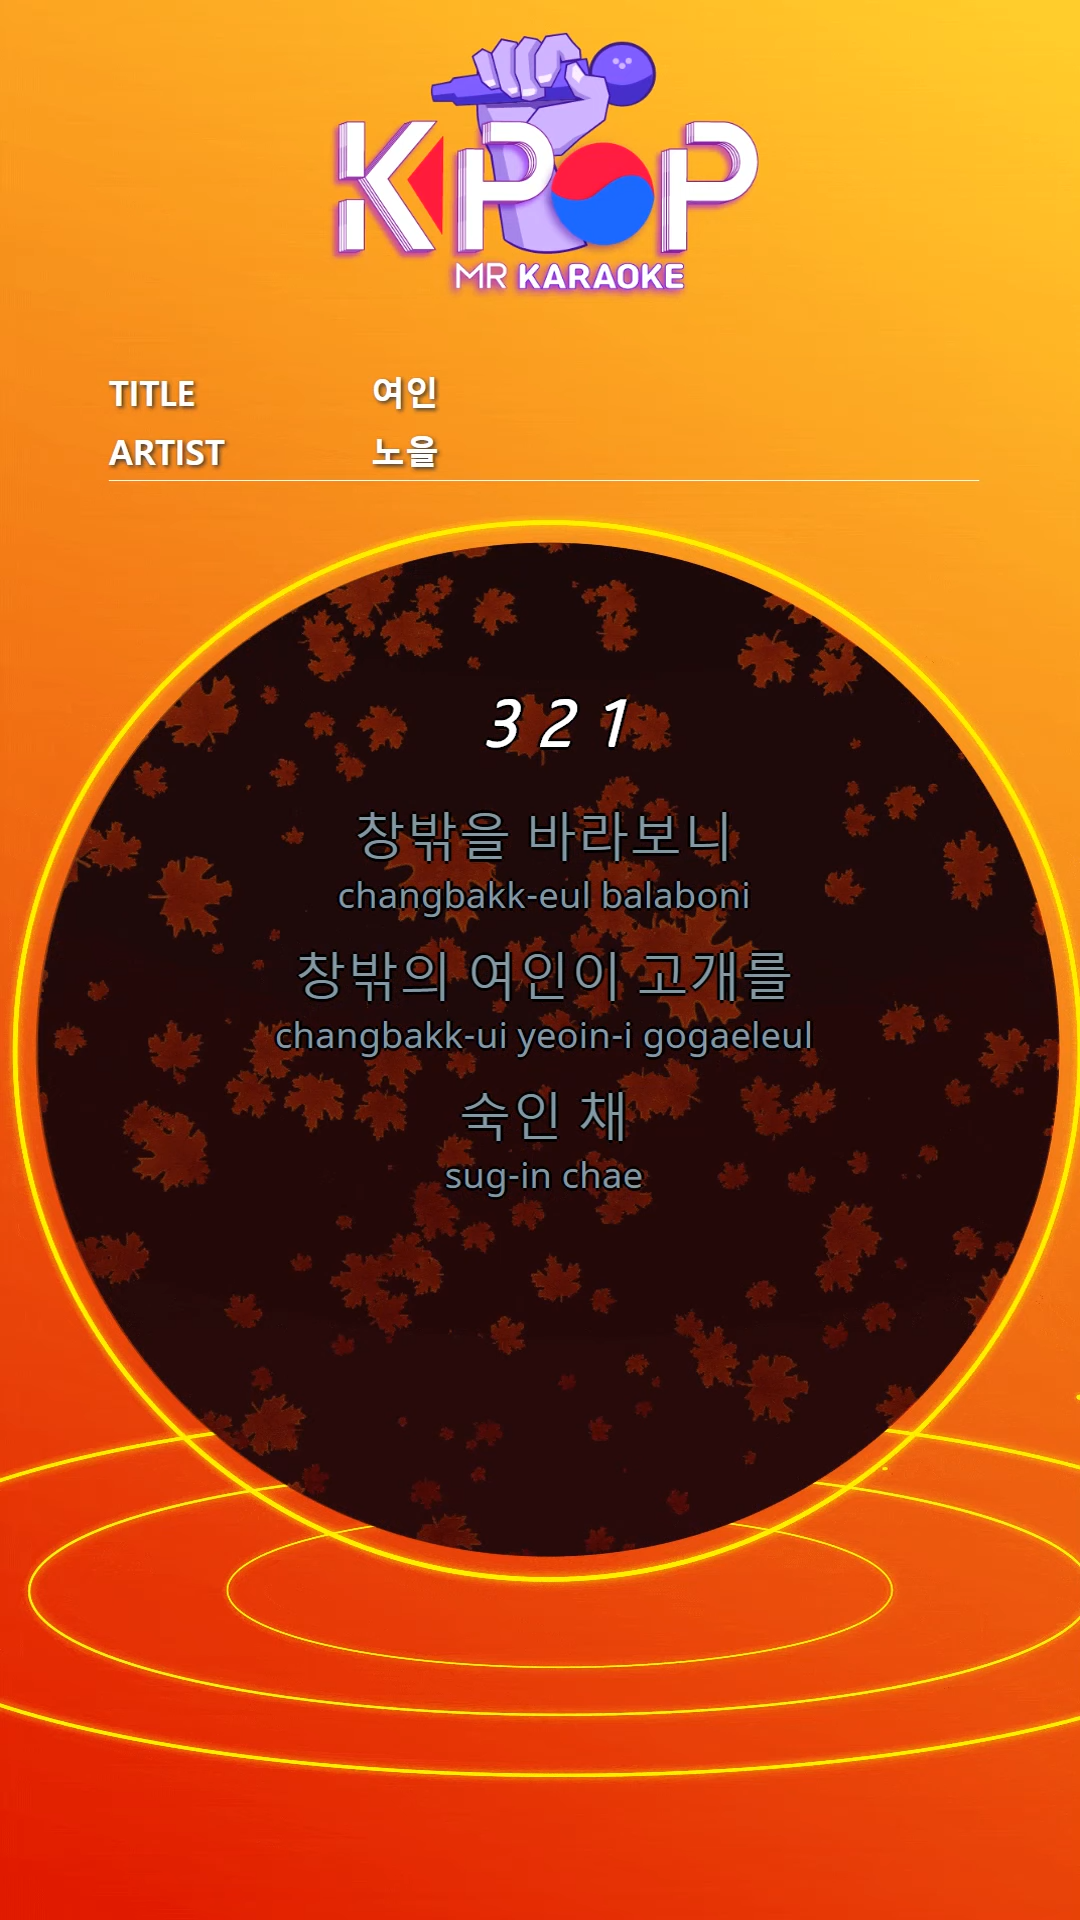 KPOP
MR KARAOKE
TITLE 여인
ARTIST 노을
3 2 1
창밖을 바라보니
changbakk-eul balaboni
창밖의 여인이 고개를
changbakk-ui yeoin-i gogaeleul
숙인 채
sug-in chae